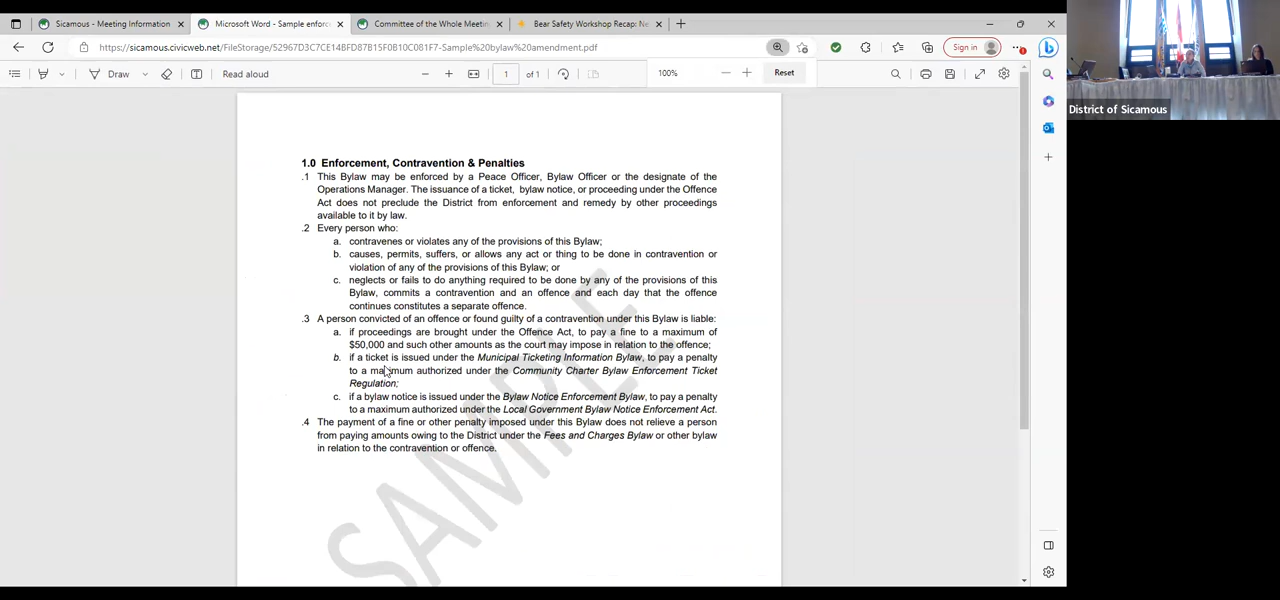 Sicamous - Meeting Information
Microsoft Word - Sample enforc
Committee of the Whole Meetin
Bear Safety Workshop Recap: Ne
https://sicamous.civicweb.net/FileStorage/52967D3C7CE14BFD87B15F0B10C081F7-Sample%20bylaw%20amendment.pdf
Sign in
Draw
Read aloud
1
of 1
100%
Reset
District of Sicamous
1.0 Enforcement, Contravention & Penalties
.1 This Bylaw may be enforced by a Peace Officer, Bylaw Officer or the designate of the
Operations Manager. The issuance of a ticket, bylaw notice, or proceeding under the Offence
Act does not preclude the District from enforcement and remedy by other proceedings
available to it by law.
.2 Every person who:
a. contravenes or violates any of the provisions of this Bylaw;
b. causes, permits, suffers, or allows any act or thing to be done in contravention or
violation of any of the provisions of this Bylaw; or
c. neglects or fails to do anything required to be done by any of the provisions of this
Bylaw, commits a contravention and an offence and each day that the offence
continues constitutes a separate offence.
.3 A person convicted of an offence or found guilty of a contravention under this Bylaw is liable:
a. if proceedings are brought under the Offence Act, to pay a fine to a maximum of
$50,000 and such other amounts as the court may impose in relation to the offence;
b. if a ticket is issued under the Municipal Ticketing Information Bylaw, to pay a penalty
to a maximum authorized under the Community Charter Bylaw Enforcement Ticket
Regulation;
c. if a bylaw notice is issued under the Bylaw Notice Enforcement Bylaw, to pay a penalty
to a maximum authorized under the Local Government Bylaw Notice Enforcement Act.
.4 The payment of a fine or other penalty imposed under this Bylaw does not relieve a person
from paying amounts owing to the District under the Fees and Charges Bylaw or other bylaw
in relation to the contravention or offence.
SAMPLE